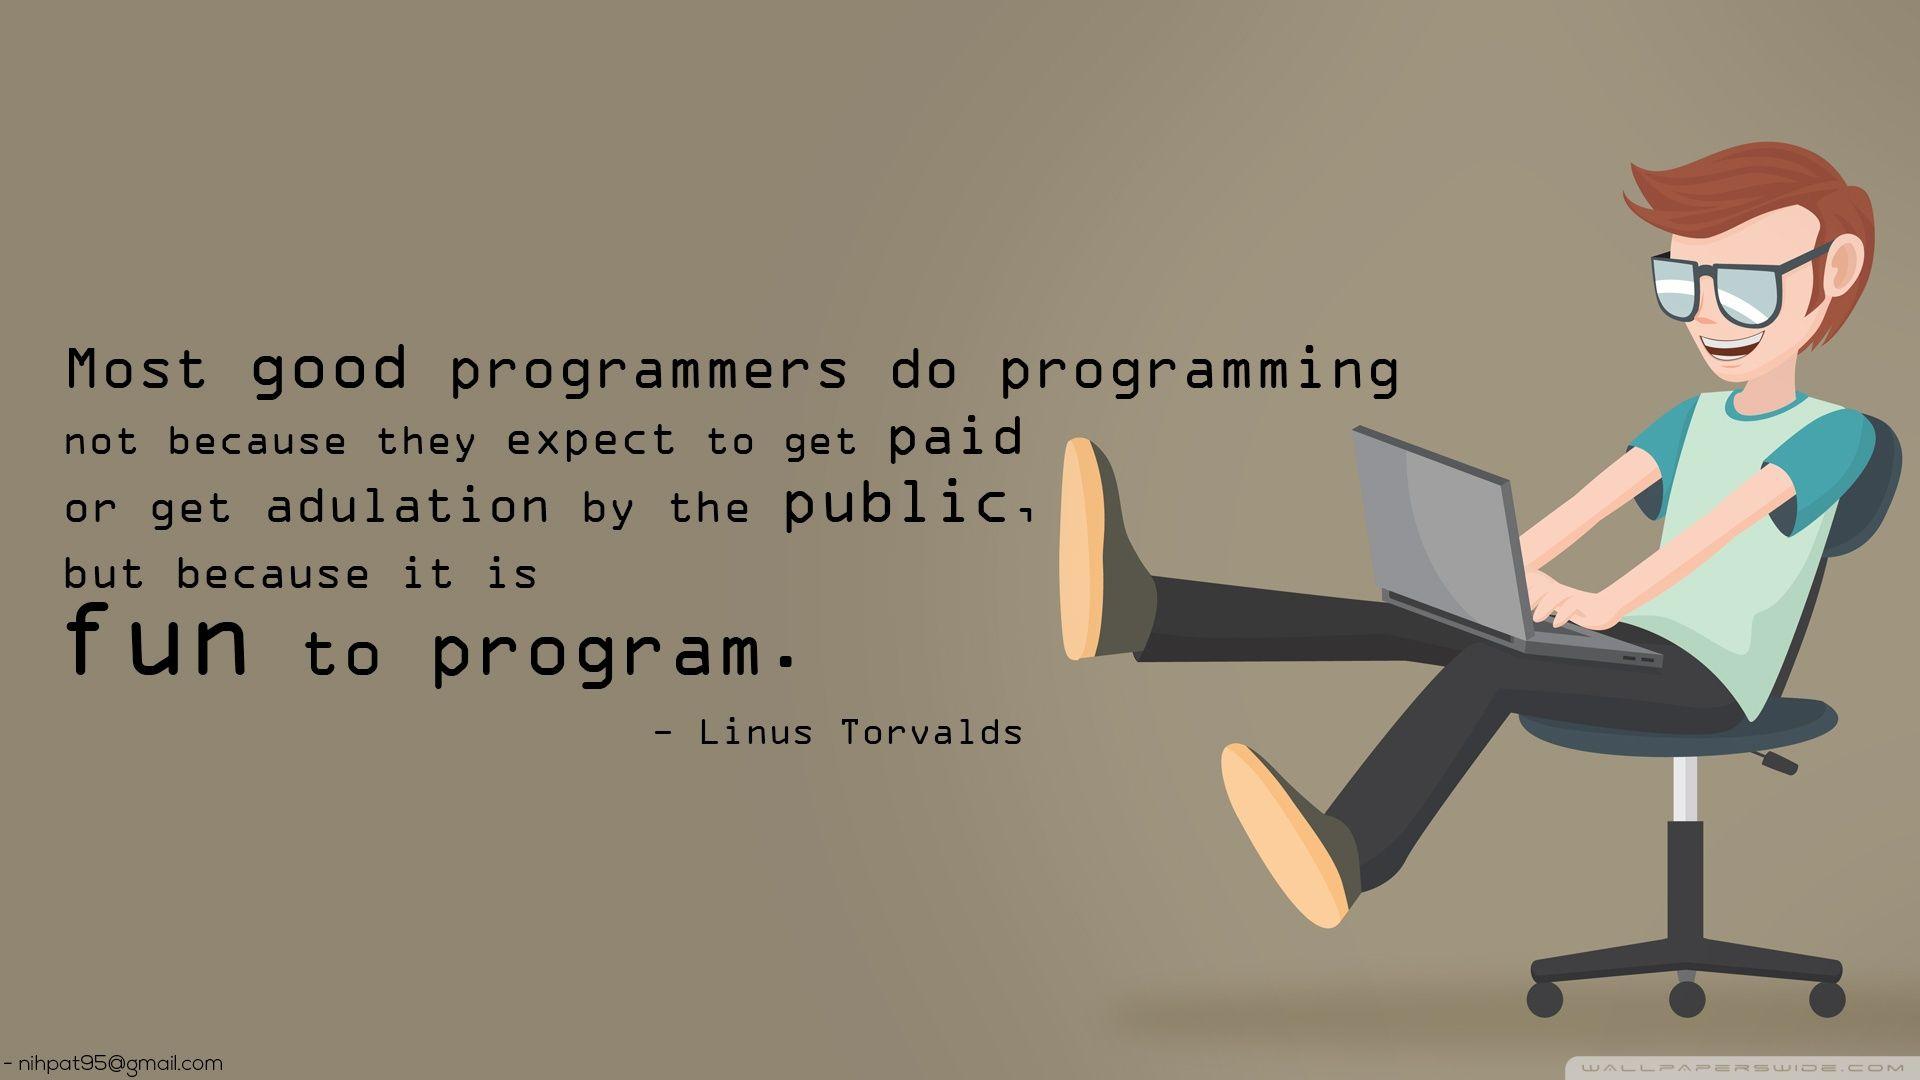 Most good programmers do programming
not because they expect to get paid
or get adulation by the public,
but because it is
fun to program.
- Linus Torvalds
- nihpat95@gmail.com
WALLPAPERSWIDE.COM